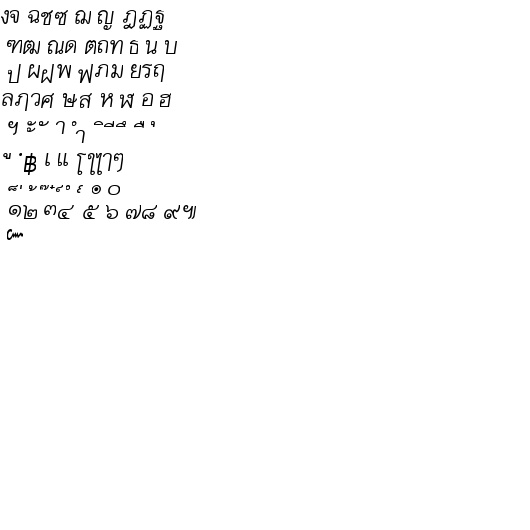 งจ ฉชซ ฌ ญ ฎฏฐ
ฑฒ ณด ตถท ธ น บ
ป ผฝพ ฟภม ยรฤ
ลฦวศ ษส ห ฬ อ ฮ
ฯ ะ ั า ำ ิ ี ึ ื ุ
ู ฺ ฿ เ แ โใไๅๆ
็ ่ ้ ๊ ๋ ์ ํ ๎ ๏ ๐
๑๒ ๓๔ ๕ ๖ ๗๘ ๙๚
๛